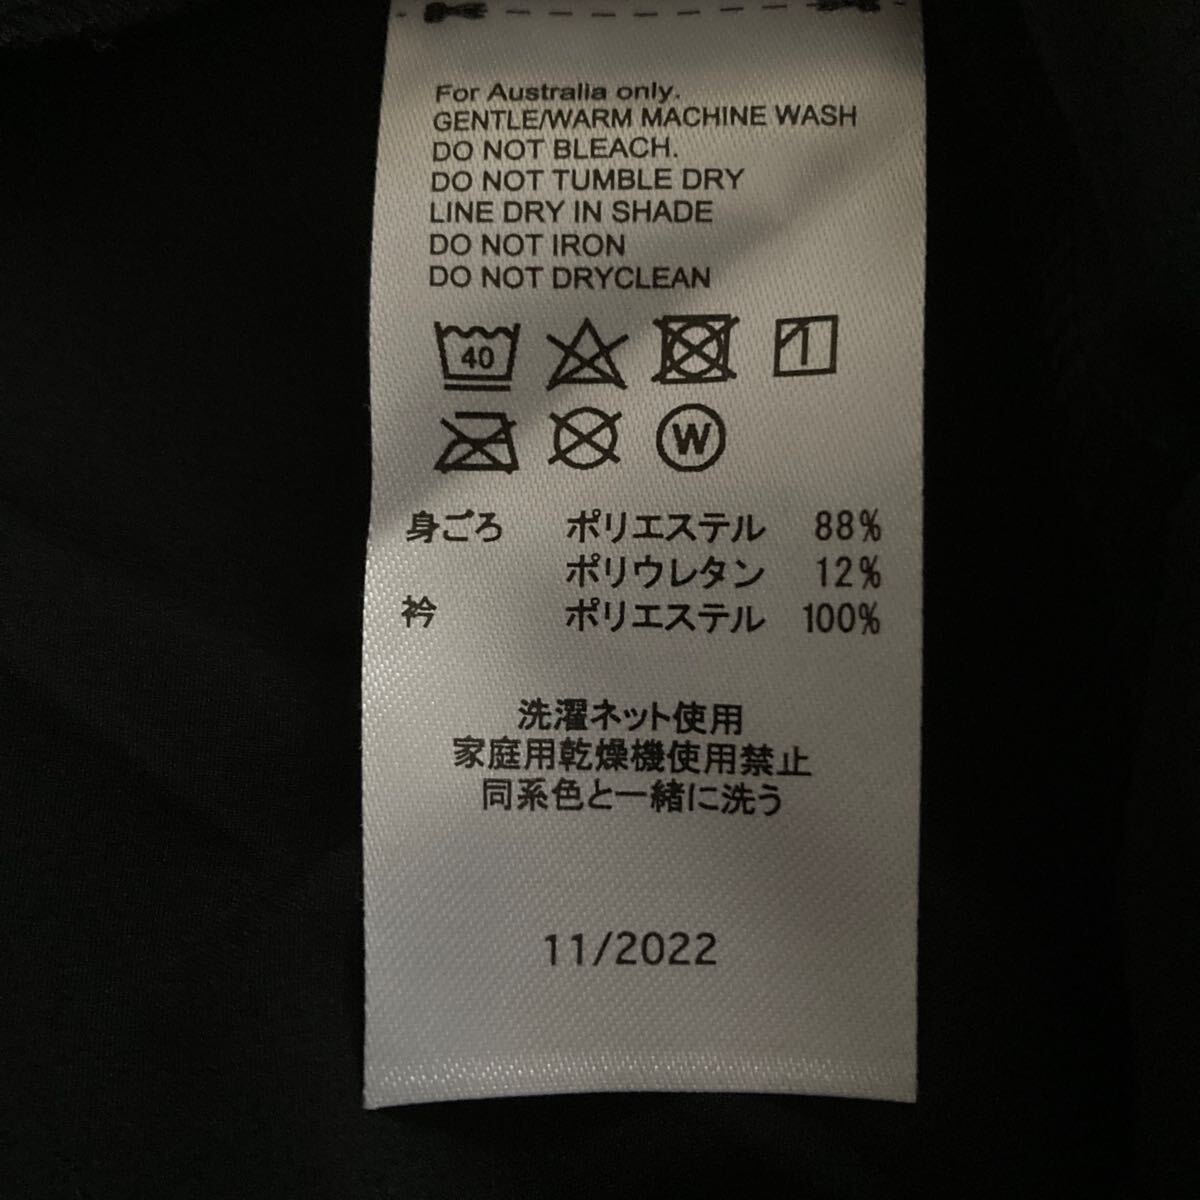 For Australia only.
GENTLE/WARM MACHINE WASH
DO NOT BLEACH.
DO NOT TUMBLE DRY
LINE DRY IN SHADE
DO NOT IRON
DO NOT DRYCLEAN
40
W
身ごろ ポリエステル 88%
ポリウレタン 12%
衿 ポリエステル 100%
洗濯ネット使用
家庭用乾燥機使用禁止
同系色と一緒に洗う
11/2022